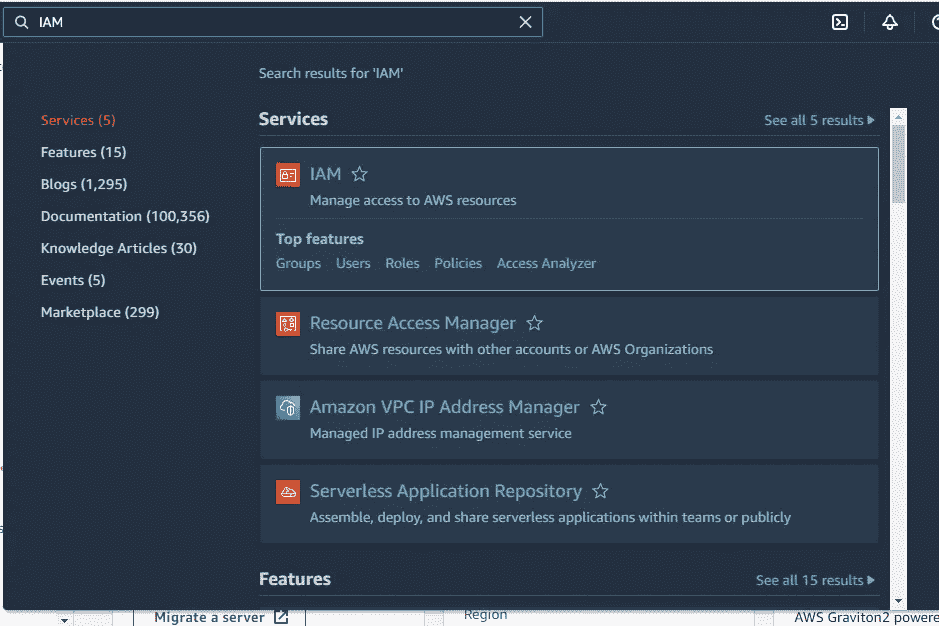 IAM
Search results for 'IAM'
Services (5)
Features (15)
Blogs (1,295)
Documentation (100,356)
Knowledge Articles (30)
Events (5)
Marketplace (299)
Services
See all 5 results
IAM
Manage access to AWS resources
Top features
Groups Users Roles Policies Access Analyzer
Resource Access Manager
Share AWS resources with other accounts or AWS Organizations
Amazon VPC IP Address Manager
Managed IP address management service
Serverless Application Repository
Assemble, deploy, and share serverless applications within teams or publicly
Features
See all 15 results
Migrate a server
Region
AWS Graviton2 powere